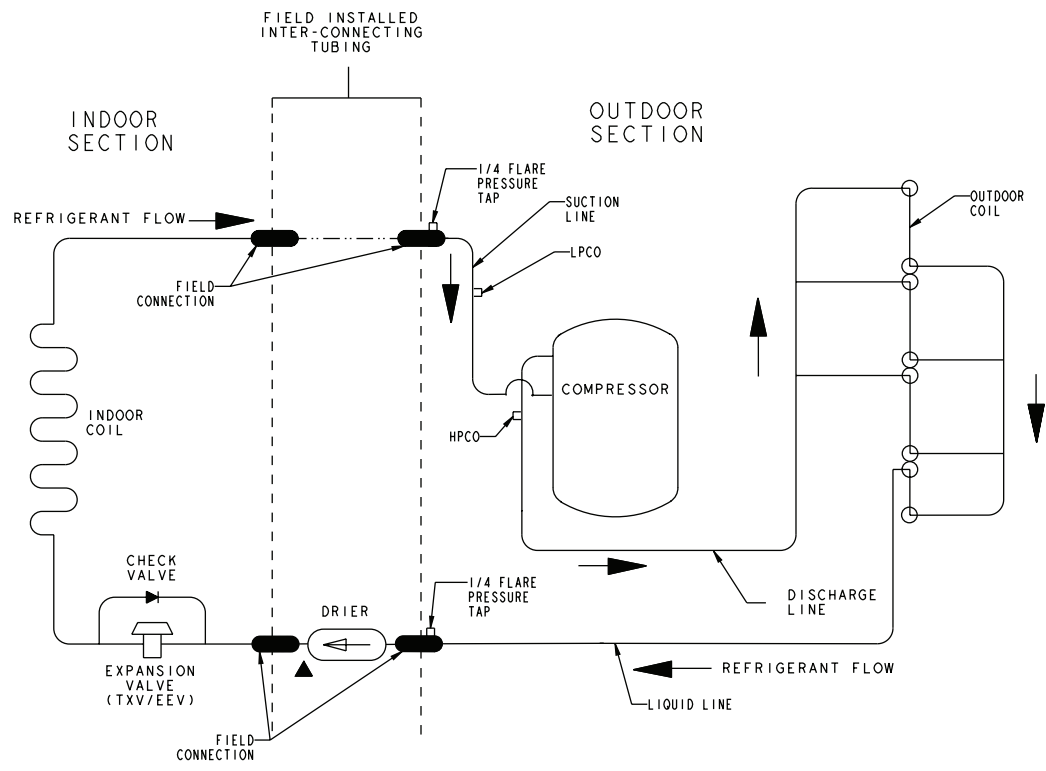 FIELD INSTALLED
INTER-CONNECTING
TUBING
INDOOR
SECTION
OUTDOOR
SECTION
1/4 FLARE
PRESSURE
TAP
SUCTION
LINE
OUTDOOR
COIL
REFRIGERANT FLOW
LPCO
FIELD
CONNECTION
COMPRESSOR
INDOOR
COIL
HPCO
CHECK
VALVE
DRIER
1/4 FLARE
PRESSURE
TAP
DISCHARGE
LINE
EXPANSION
VALVE
(TXV/EEV)
REFRIGERANT FLOW
LIQUID LINE
FIELD
CONNECTION